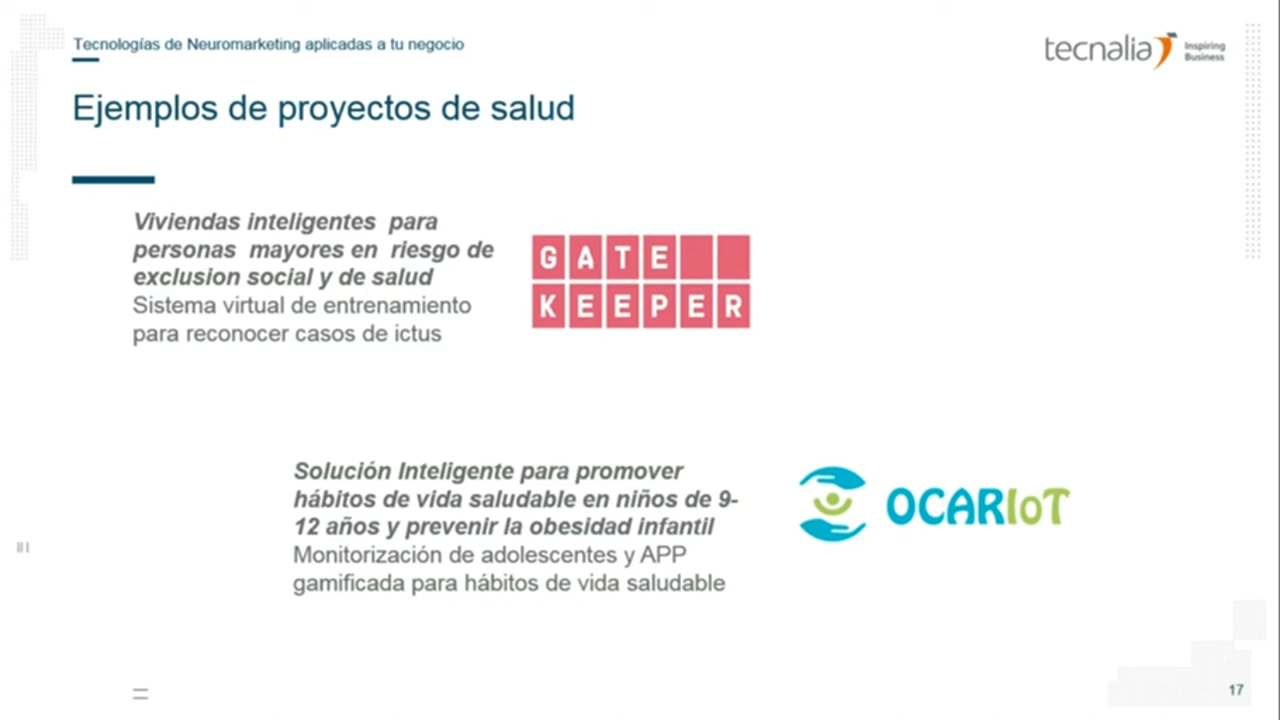 Tecnologías de Neuromarketing aplicadas a tu negocio
tecnalia Inspiring
Business
Ejemplos de proyectos de salud
Viviendas inteligentes para
personas mayores en riesgo de
exclusion social y de salud
Sistema virtual de entrenamiento
para reconocer casos de ictus
GATE
KEEPER
Solución Inteligente para promover
hábitos de vida saludable en niños de 9-
12 años y prevenir la obesidad infantil
Monitorización de adolescentes y APP
gamificada para hábitos de vida saludable
OCARIoT
17